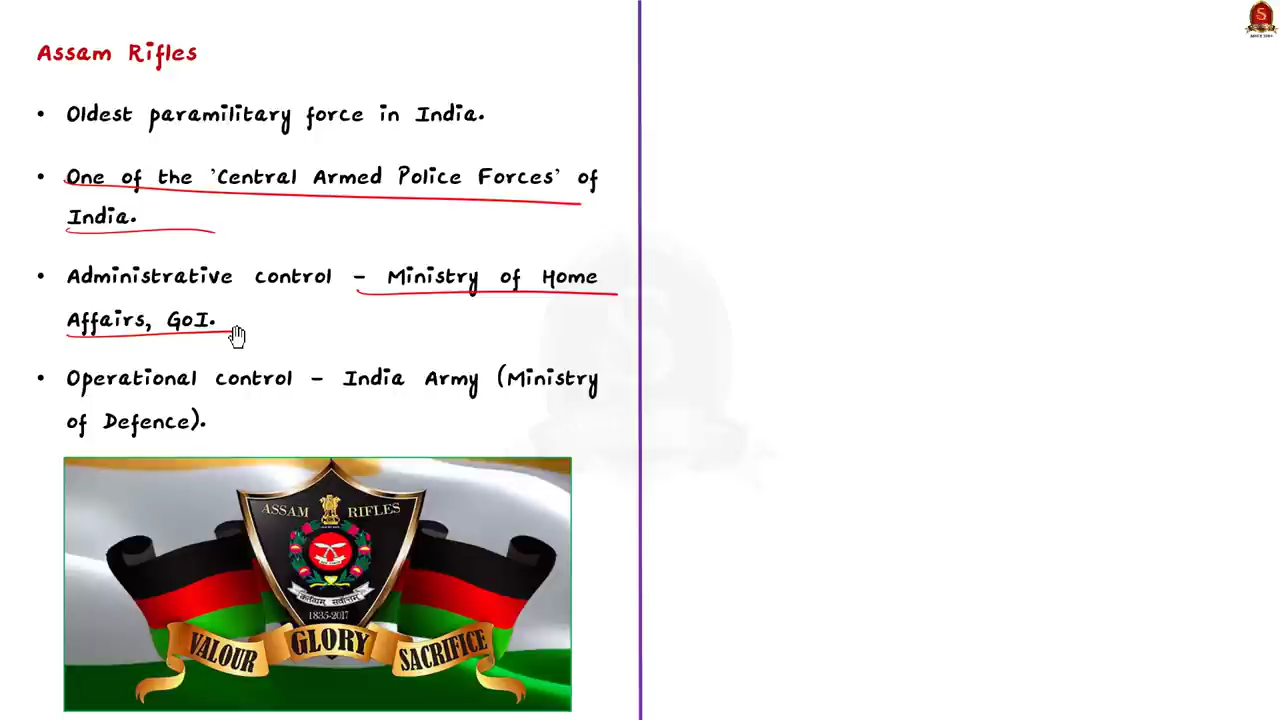 Assam Rifles
• Oldest paramilitary force in India.
• One of the 'Central Armed Police Forces' of
India.
• Administrative control - Ministry of Home
Affairs, GoI.
• Operational control - India Army (Ministry
of Defence).
ASSAM RIFLES
1835-2017
VALOUR GLORY SACRIFICE
S